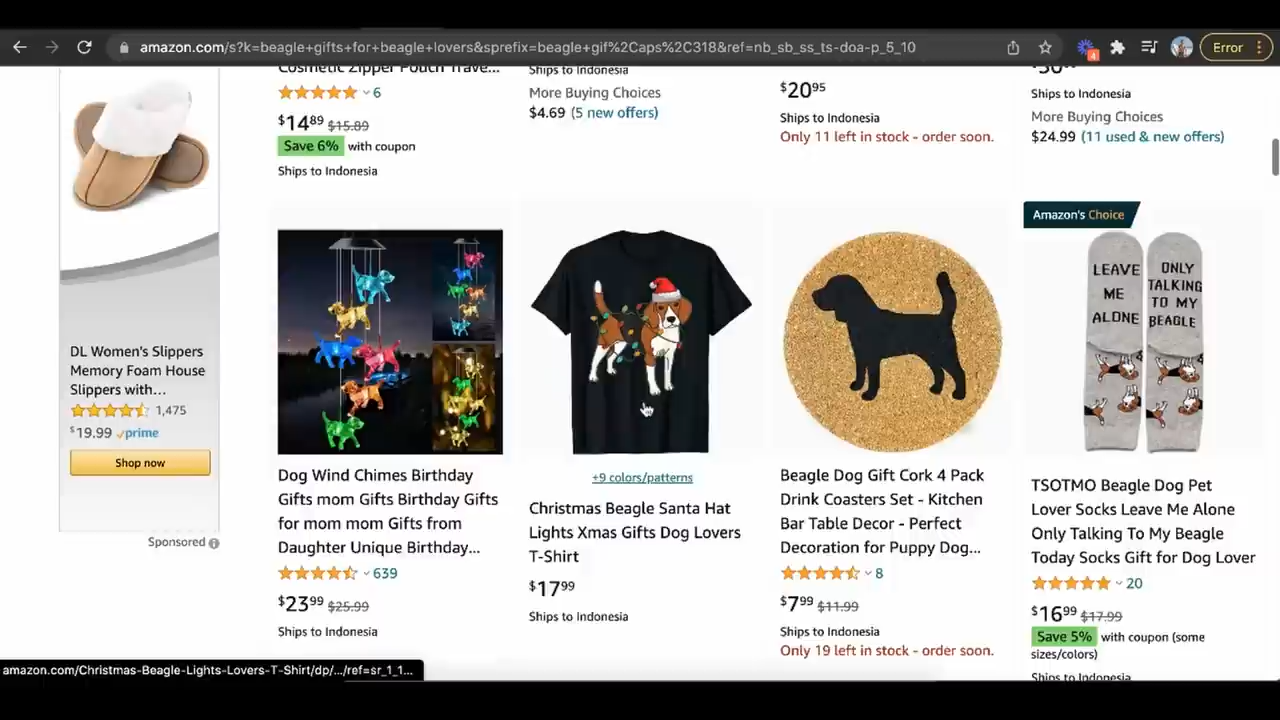 amazon.com/s?k=beagle+gifts+for+beagle+lovers&sprefix=beagle+gif%2Caps%2C318&ref=nb_sb_ss_ts-doa-p_5_10
4
Error
Cosmetic Zipper Pouch Trave...
6
$14.89 $15.89
Save 6% with coupon
Ships to Indonesia
Ships to Indonesia
More Buying Choices
$4.69 (5 new offers)
$20.95
Ships to Indonesia
Only 11 left in stock - order soon.
Ships to Indonesia
More Buying Choices
$24.99 (11 used & new offers)
DL Women's Slippers
Memory Foam House
Slippers with...
1,475
$19.99 prime
Shop now
Sponsored
Dog Wind Chimes Birthday
Gifts mom Gifts Birthday Gifts
for mom mom Gifts from
Daughter Unique Birthday...
639
$23.99 $25.99
Ships to Indonesia
+9 colors/patterns
Christmas Beagle Santa Hat
Lights Xmas Gifts Dog Lovers
T-Shirt
$17.99
Ships to Indonesia
Beagle Dog Gift Cork 4 Pack
Drink Coasters Set - Kitchen
Bar Table Decor - Perfect
Decoration for Puppy Dog...
8
$7.99 $11.99
Ships to Indonesia
Only 19 left in stock - order soon.
Amazon's Choice
LEAVE
ME
ALONE
ONLY
TALKING
TO MY
BEAGLE
TSOTMO Beagle Dog Pet
Lover Socks Leave Me Alone
Only Talking To My Beagle
Today Socks Gift for Dog Lover
20
$16.99 $17.99
Save 5% with coupon (some
sizes/colors)
Ships to Indonesia
amazon.com/Christmas-Beagle-Lights-Lovers-T-Shirt/dp/.../ref=sr_1_1...